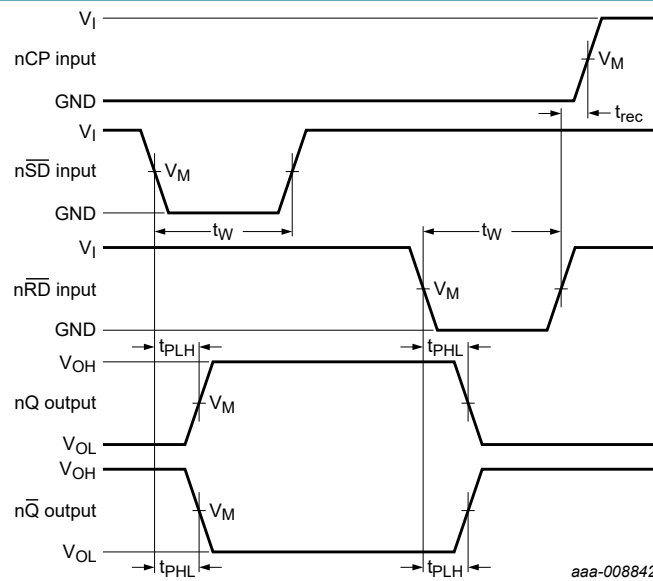 V_I
nCP input
V_M
GND
t_rec
V_I
nS̅D̅ input
V_M
GND
t_W
t_W
V_I
nR̅D̅ input
V_M
GND
t_PLH
t_PHL
V_OH
nQ output
V_M
V_OL
V_OH
nQ̅ output
V_M
V_OL
t_PHL
t_PLH
aaa-008842